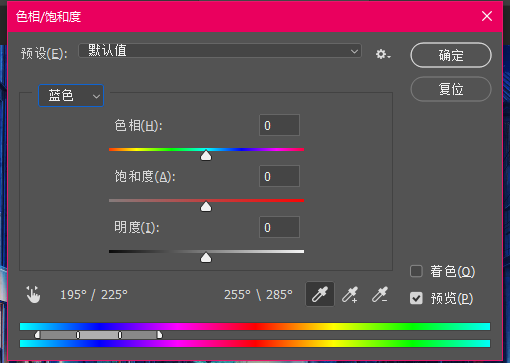 色相/饱和度
预设(E): 默认值
确定
复位
蓝色
色相(H): 0
饱和度(A): 0
明度(I): 0
195° / 225° 255° \ 285°
着色(O)
预览(P)